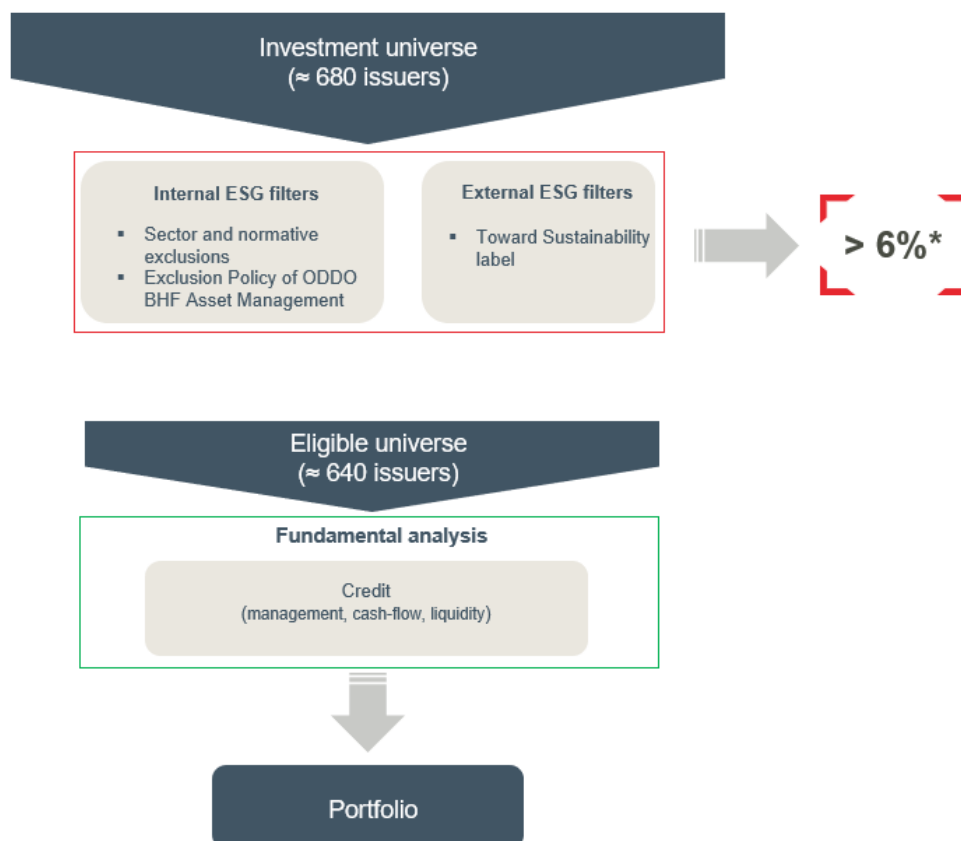 Investment universe
(≈ 680 issuers)
Internal ESG filters
▪ Sector and normative
exclusions
▪ Exclusion Policy of ODDO
BHF Asset Management
External ESG filters
▪ Toward Sustainability
label
> 6%*
Eligible universe
(≈ 640 issuers)
Fundamental analysis
Credit
(management, cash-flow, liquidity)
Portfolio